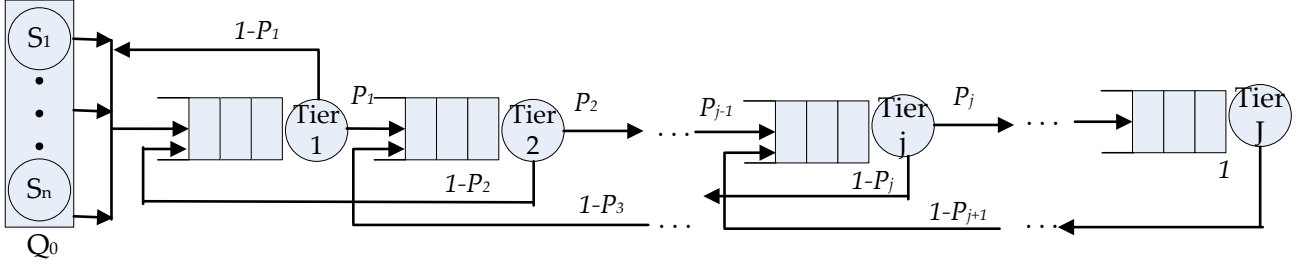 S1
Sn
Q0
1-P1
Tier 1
P1
Tier 2
P2
1-P2
1-P3
...
Pj-1
Tier j
Pj
1-Pj
1-Pj+1
...
...
Tier J
1
...